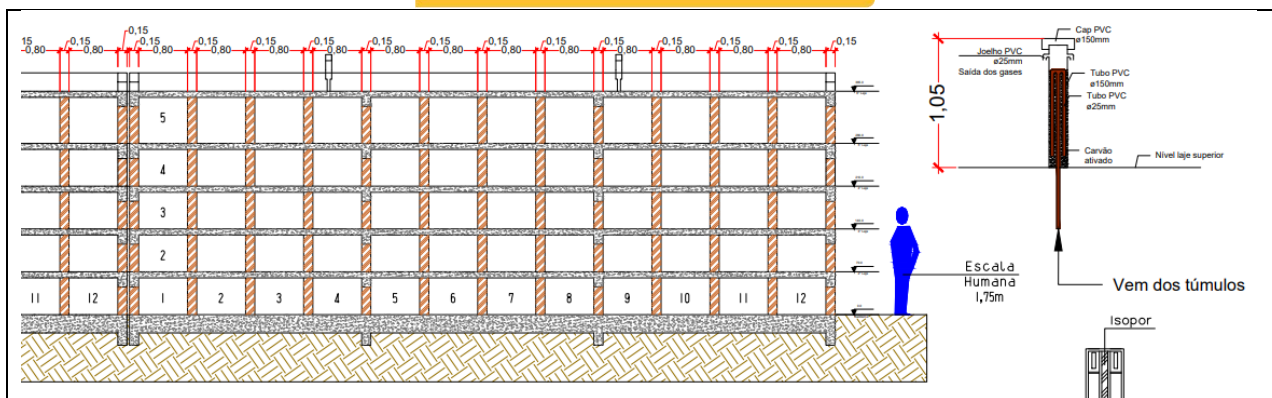 0,15
15 0,15 0,15 0,15 0,15 0,15 0,15 0,15 0,15 0,15 0,15 0,15 0,15 0,15
0,80 0,80 0,80 0,80 0,80 0,80 0,80 0,80 0,80 0,80 0,80 0,80 0,80 0,80
5
4
3
2
11 12 1 2 3 4 5 6 7 8 9 10 11 12
Escala
Humana
1,75m
1,05
Cap PVC
ø150mm
Joelho PVC
ø25mm
Saída dos gases
Tubo PVC
ø150mm
Tubo PVC
ø25mm
Carvão
ativado
Nível laje superior
Vem dos túmulos
Isopor